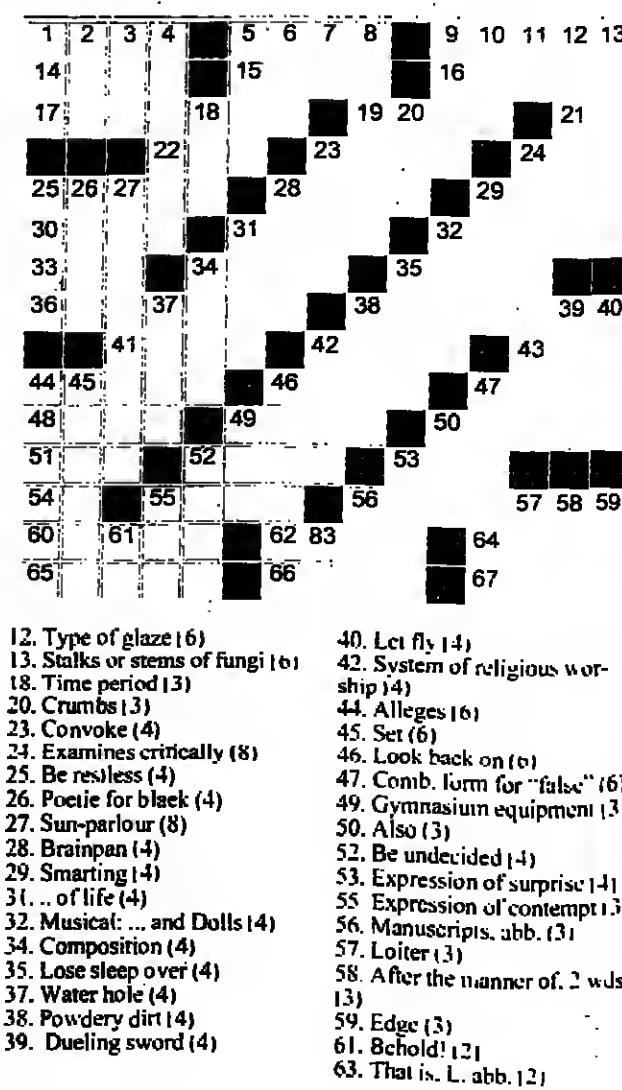 1 2 3 4 5 6 7 8 9 10 11 12 13
14 15 16
17 18 19 20 21
22 23 24
25 26 27 28 29
30 31 32
33 34 35
36 37 38 39 40
41 42 43
44 45 46 47
48 49 50
51 52 53
54 55 56 57 58 59
60 61 62 83 64
65 66 67
12. Type of glaze (6)
13. Stalks or stems of fungi (6)
18. Time period (3)
20. Crumbs (3)
23. Convoke (4)
24. Examines critically (8)
25. Be restless (4)
26. Poetic for black (4)
27. Sun-parlour (8)
28. Brainpan (4)
29. Smarting (4)
31. .. of life (4)
32. Musical: ... and Dolls (4)
34. Composition (4)
35. Lose sleep over (4)
37. Water hole (4)
38. Powdery dirt (4)
39. Dueling sword (4)
40. Let fly (4)
42. System of religious wor-
ship (4)
44. Alleges (6)
45. Set (6)
46. Look back on (6)
47. Comb. form for "false" (6)
49. Gymnasium equipment (3
50. Also (3)
52. Be undecided (4)
53. Expression of surprise (4)
55 Expression of contempt (3
56. Manuscripts, abb. (3)
57. Loiter (3)
58. After the manner of. 2 wds
(3)
59. Edge (3)
61. Behold! (2)
63. That is. L. abb. (2)